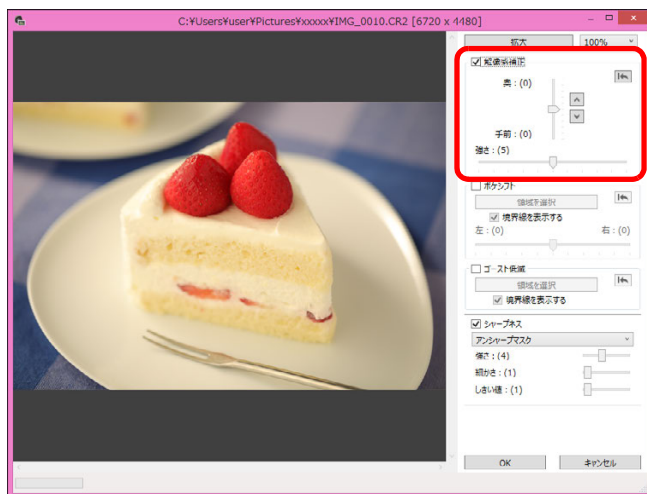 C:¥Users¥user¥Pictures¥xxxxx¥IMG_0010.CR2 [6720 x 4480]
拡大
100%
解像感補正
奥：(0)
手前：(0)
強さ：(5)
ボケシフト
領域を選択
境界線を表示する
左：(0)
右：(0)
ゴースト低減
領域を選択
境界線を表示する
シャープネス
アンシャープマスク
強さ：(4)
細かさ：(1)
しきい値：(1)
OK
キャンセル